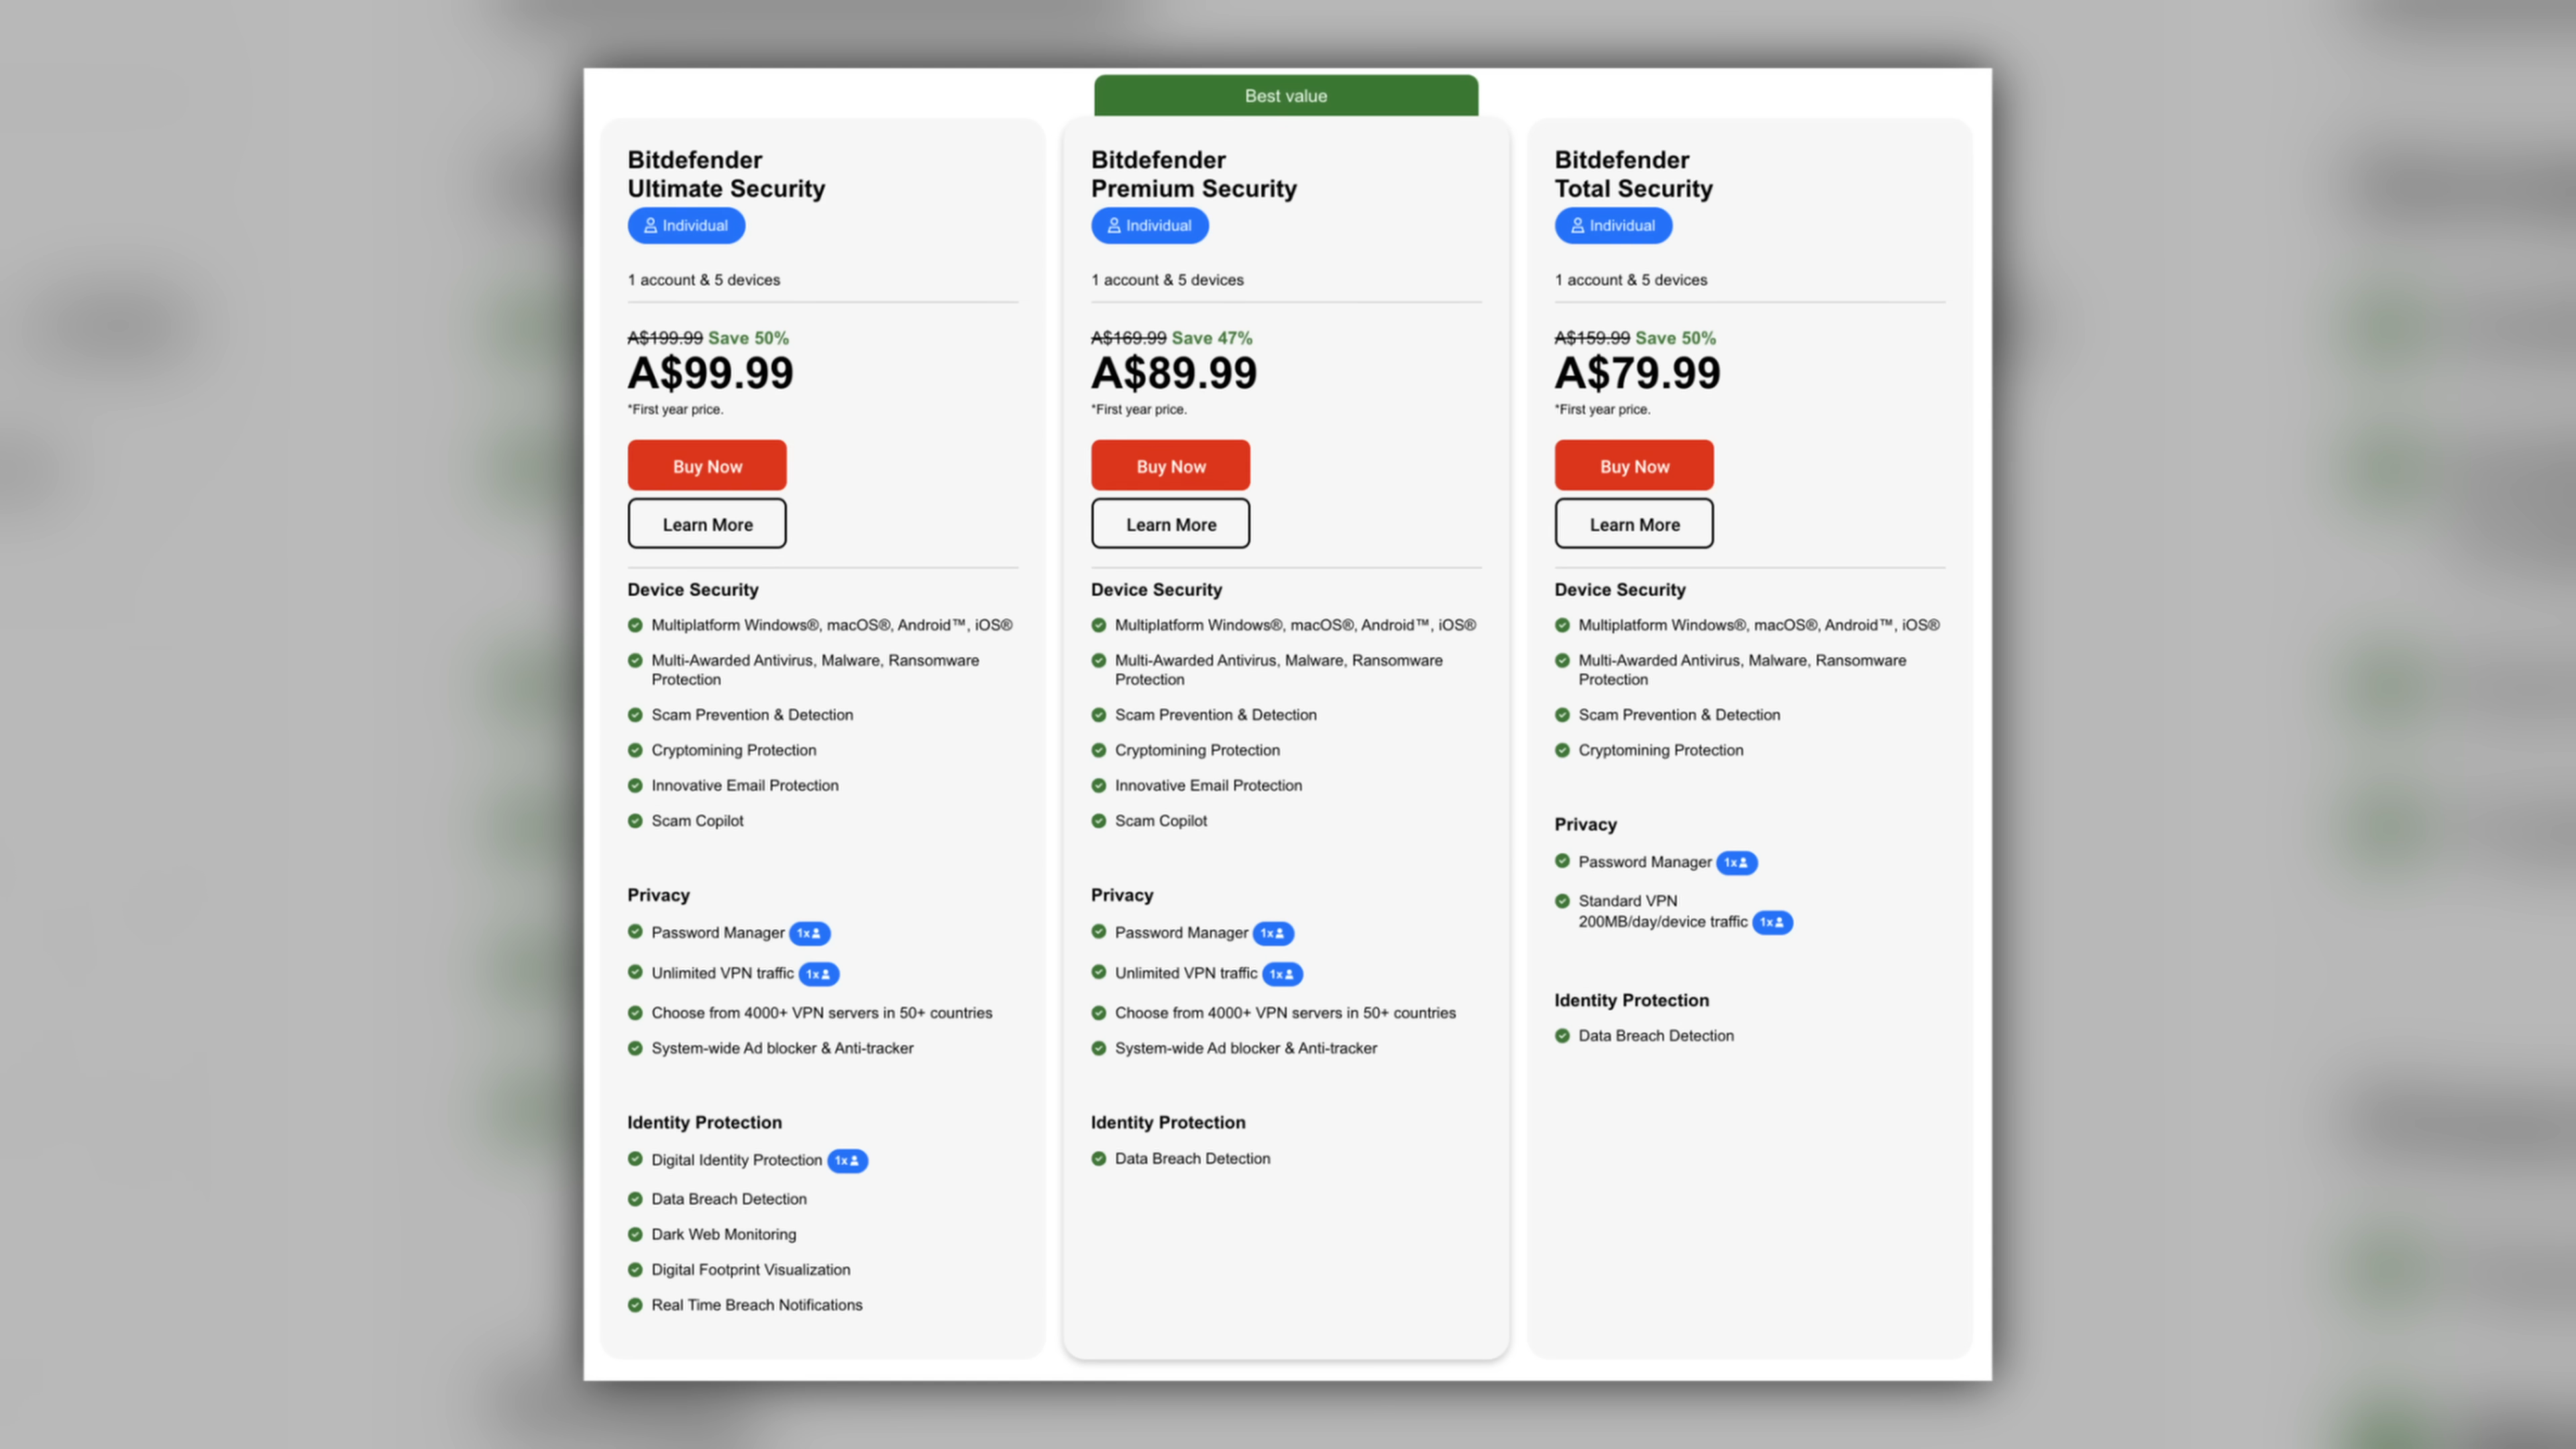 Best value
Bitdefender
Ultimate Security
Individual
1 account & 5 devices
A$199.99 Save 50%
A$99.99
*First year price.
Buy Now
Learn More
Device Security
Multiplatform Windows®, macOS®, Android™, iOS®
Multi-Awarded Antivirus, Malware, Ransomware
Protection
Scam Prevention & Detection
Cryptomining Protection
Innovative Email Protection
Scam Copilot
Privacy
Password Manager 1x
Unlimited VPN traffic 1x
Choose from 4000+ VPN servers in 50+ countries
System-wide Ad blocker & Anti-tracker
Identity Protection
Digital Identity Protection 1x
Data Breach Detection
Dark Web Monitoring
Digital Footprint Visualization
Real Time Breach Notifications
Bitdefender
Premium Security
Individual
1 account & 5 devices
A$169.99 Save 47%
A$89.99
*First year price.
Buy Now
Learn More
Device Security
Multiplatform Windows®, macOS®, Android™, iOS®
Multi-Awarded Antivirus, Malware, Ransomware
Protection
Scam Prevention & Detection
Cryptomining Protection
Innovative Email Protection
Scam Copilot
Privacy
Password Manager 1x
Unlimited VPN traffic 1x
Choose from 4000+ VPN servers in 50+ countries
System-wide Ad blocker & Anti-tracker
Identity Protection
Data Breach Detection
Bitdefender
Total Security
Individual
1 account & 5 devices
A$159.99 Save 50%
A$79.99
*First year price.
Buy Now
Learn More
Device Security
Multiplatform Windows®, macOS®, Android™, iOS®
Multi-Awarded Antivirus, Malware, Ransomware
Protection
Scam Prevention & Detection
Cryptomining Protection
Privacy
Password Manager 1x
Standard VPN
200MB/day/device traffic 1x
Identity Protection
Data Breach Detection